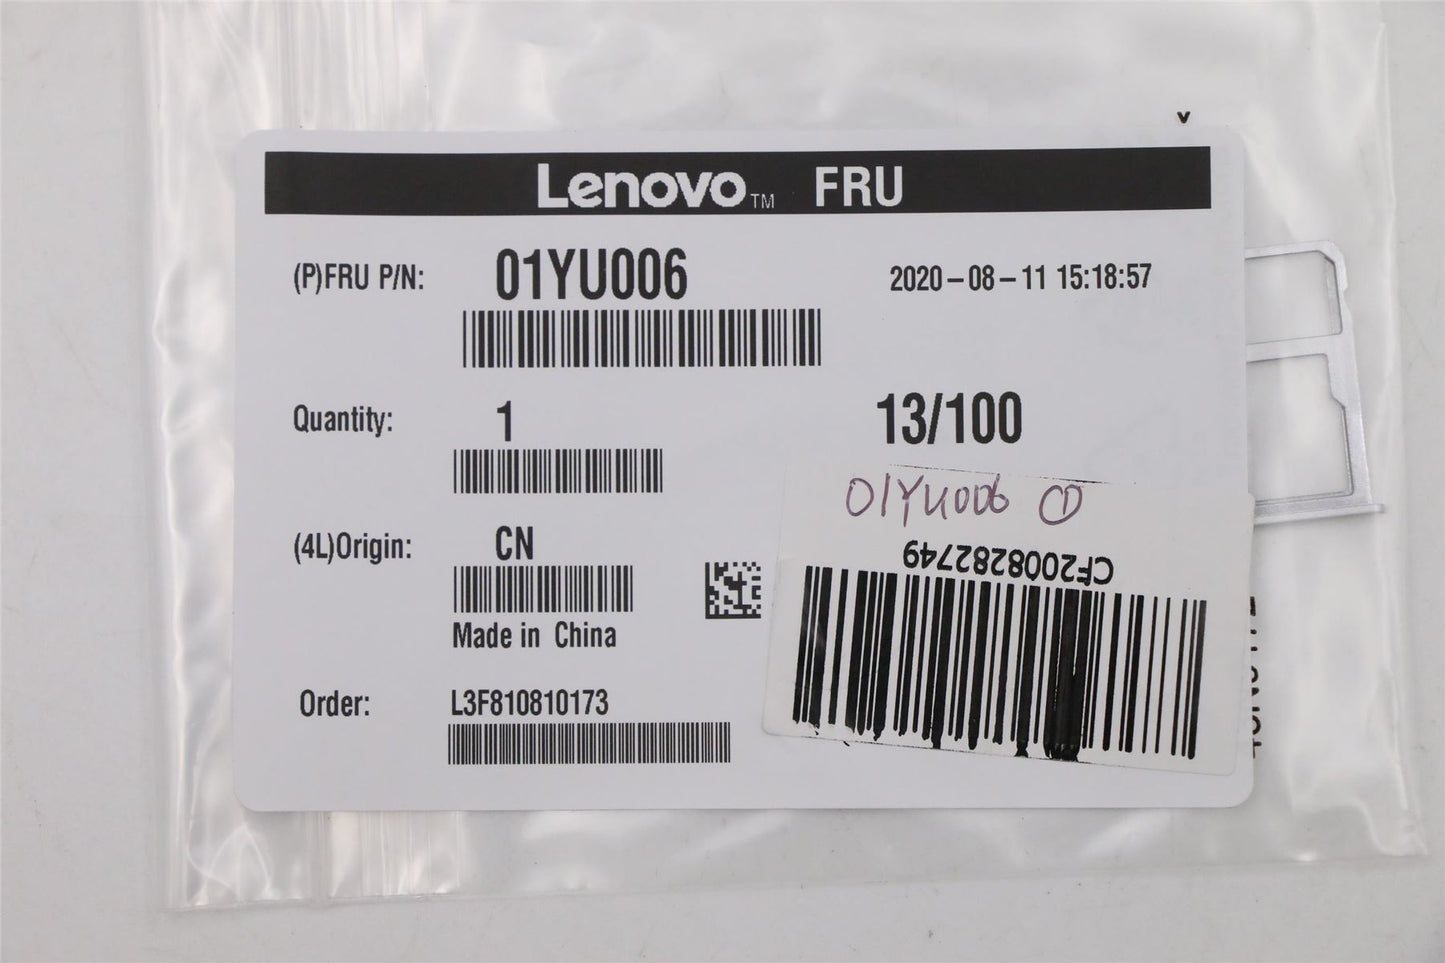 Lenovo™ FRU
(P)FRU P/N: 01YU006 2020-08-11 15:18:57
Quantity: 1 13/100
01YU006 ①
(4L)Origin: CN
CF2008282749
Made in China
Order: L3F810810173